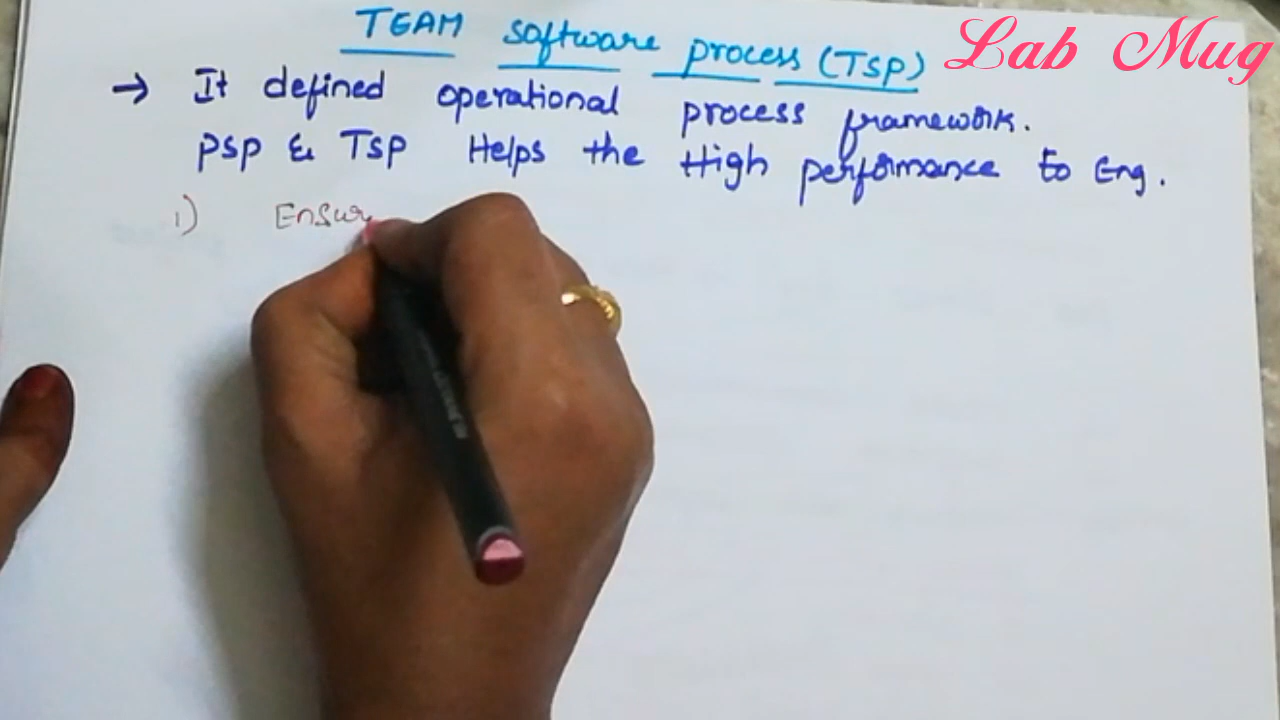 TEAM software process (TSP)
Lab Mug
→ It defined operational process framework.
PSP & TSP Helps the High performance to Eng.
1) Ensur